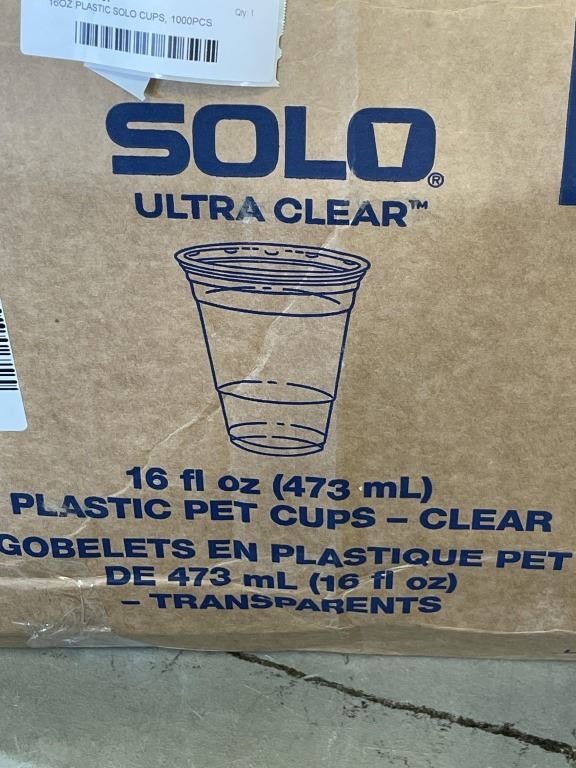 16OZ PLASTIC SOLO CUPS, 1000PCS
Qty 1
SOLO®
ULTRA CLEAR™
16 fl oz (473 mL)
PLASTIC PET CUPS – CLEAR
GOBELETS EN PLASTIQUE PET
DE 473 mL (16 fl oz)
– TRANSPARENTS